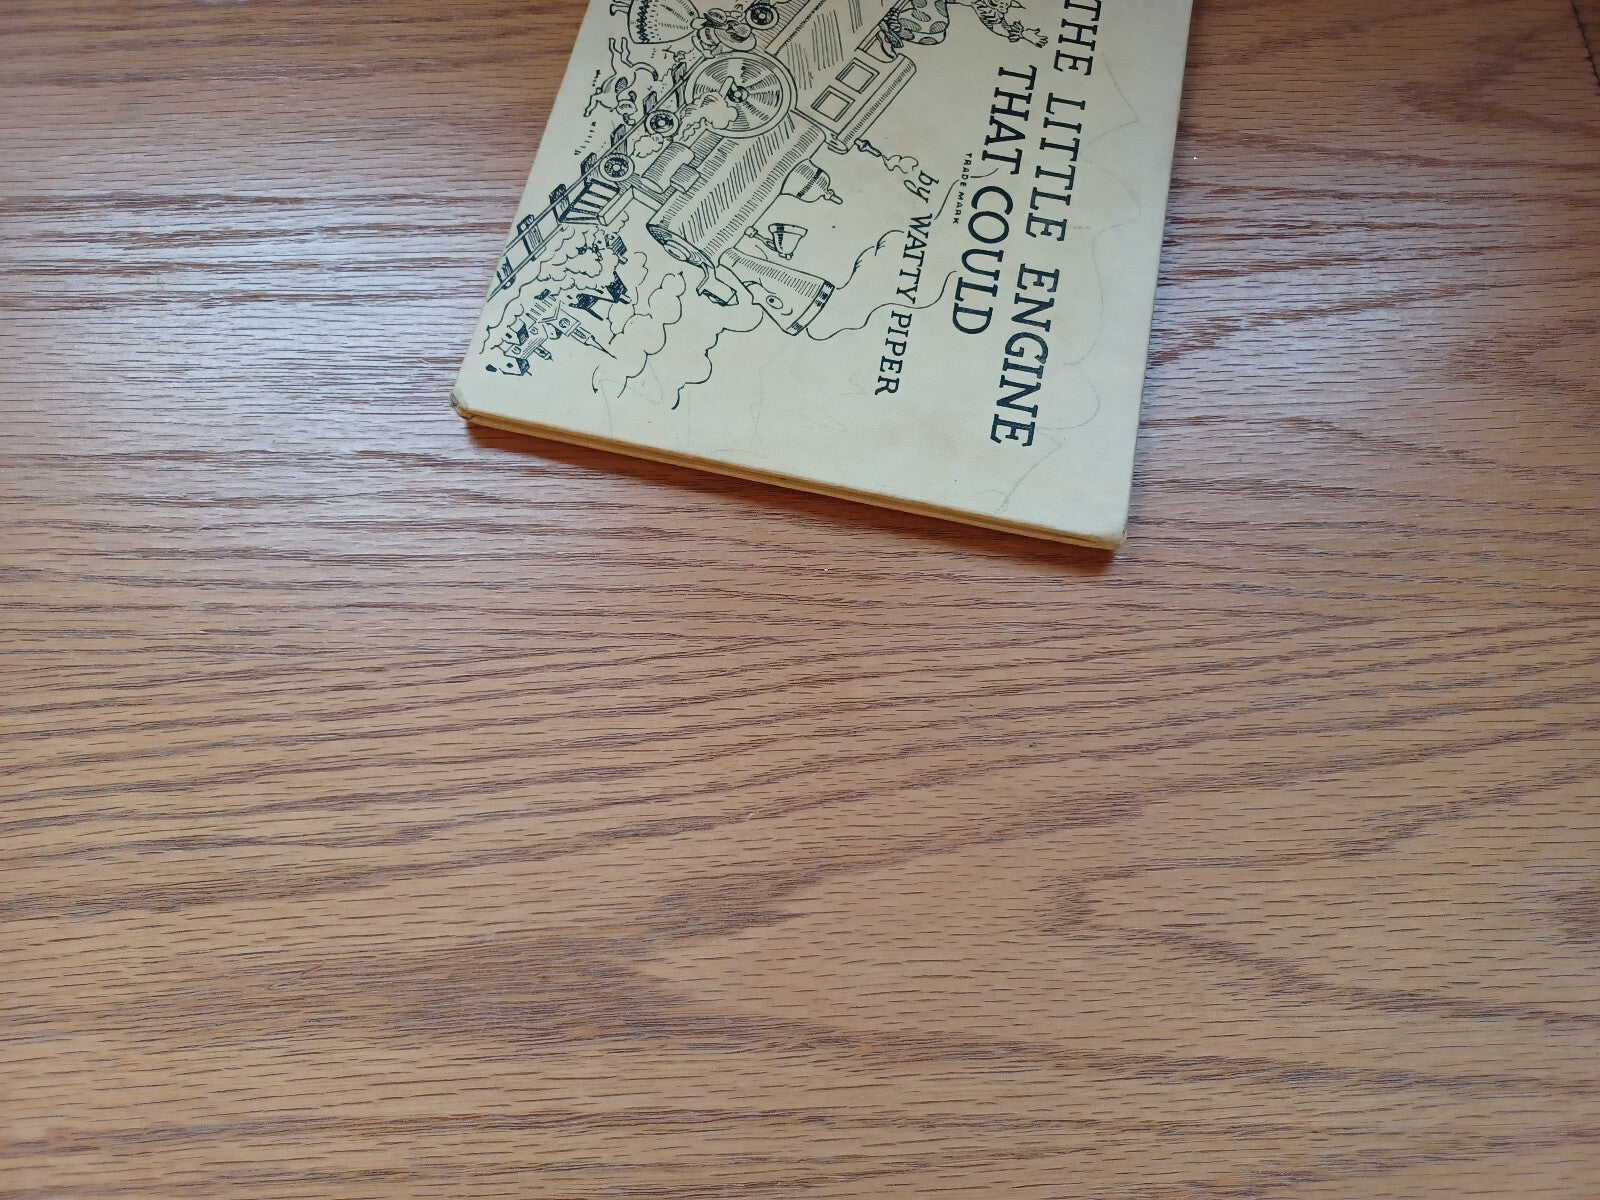 THE LITTLE ENGINE
THAT COULD
TRADE MARK
by WATTY PIPER